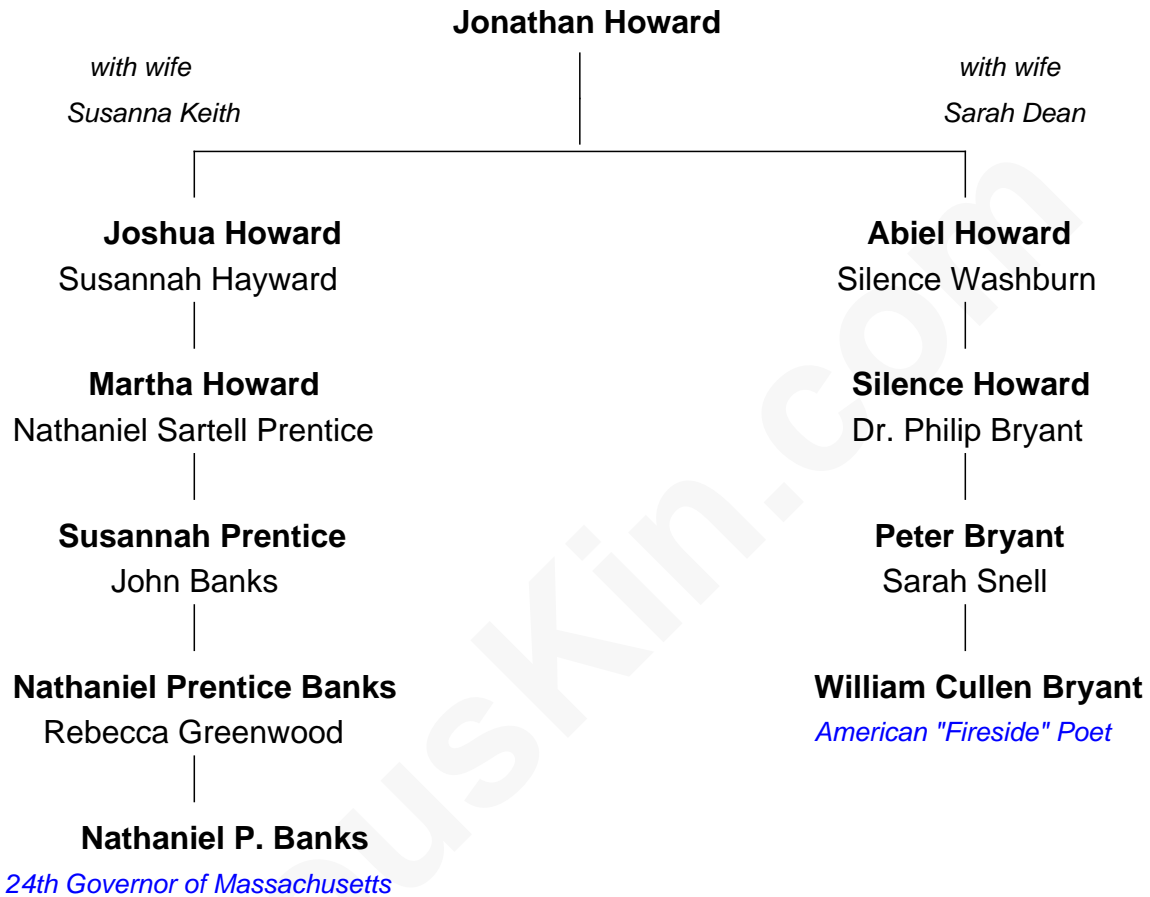 Jonathan Howard
with wife
Susanna Keith
with wife
Sarah Dean
Joshua Howard
Susannah Hayward
Abiel Howard
Silence Washburn
Martha Howard
Nathaniel Sartell Prentice
Silence Howard
Dr. Philip Bryant
Susannah Prentice
John Banks
Peter Bryant
Sarah Snell
Nathaniel Prentice Banks
Rebecca Greenwood
William Cullen Bryant
American "Fireside" Poet
Nathaniel P. Banks
24th Governor of Massachusetts
ousKin.com